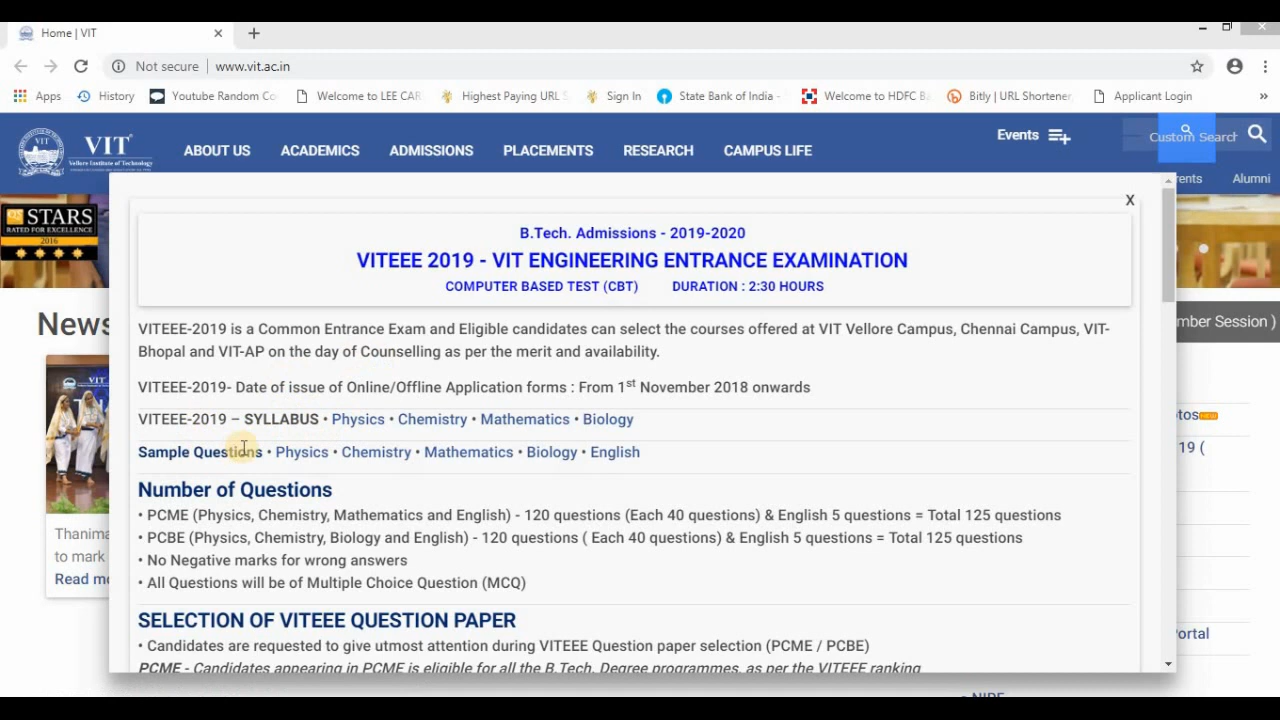 Home | VIT
Not secure www.vit.ac.in
Apps History Youtube Random Co Welcome to LEE CAR Highest Paying URL S Sign In State Bank of India - Welcome to HDFC Ba Bitly | URL Shortener, Applicant Login »
VIT
Vellore Institute of Technology
ABOUT US ACADEMICS ADMISSIONS PLACEMENTS RESEARCH CAMPUS LIFE
Events
Custom Search
rents Alumni
QS STARS
RATED FOR EXCELLENCE
2016
X
B.Tech. Admissions - 2019-2020
VITEEE 2019 - VIT ENGINEERING ENTRANCE EXAMINATION
COMPUTER BASED TEST (CBT) DURATION : 2:30 HOURS
VITEEE-2019 is a Common Entrance Exam and Eligible candidates can select the courses offered at VIT Vellore Campus, Chennai Campus, VIT-
Bhopal and VIT-AP on the day of Counselling as per the merit and availability.
VITEEE-2019- Date of issue of Online/Offline Application forms : From 1st November 2018 onwards
VITEEE-2019 – SYLLABUS • Physics • Chemistry • Mathematics • Biology
Sample Questions • Physics • Chemistry • Mathematics • Biology • English
Number of Questions
• PCME (Physics, Chemistry, Mathematics and English) - 120 questions (Each 40 questions) & English 5 questions = Total 125 questions
• PCBE (Physics, Chemistry, Biology and English) - 120 questions ( Each 40 questions) & English 5 questions = Total 125 questions
• No Negative marks for wrong answers
• All Questions will be of Multiple Choice Question (MCQ)
SELECTION OF VITEEE QUESTION PAPER
• Candidates are requested to give utmost attention during VITEEE Question paper selection (PCME / PCBE)
PCME - Candidates appearing in PCME is eligible for all the B.Tech. Degree programmes, as per the VITEEE ranking
News
Thanima
to mark
Read mo
mber Session )
otos NEW
19 (
Portal